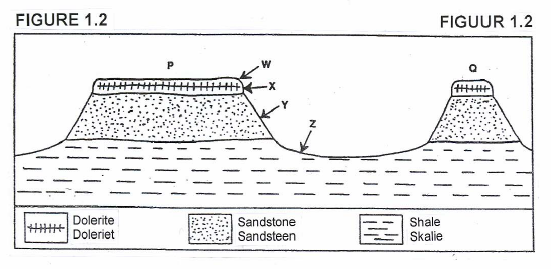 FIGURE 1.2
FIGUUR 1.2
P
W
Q
X
Y
Z
Dolerite
Doleriet
Sandstone
Sandsteen
Shale
Skalie